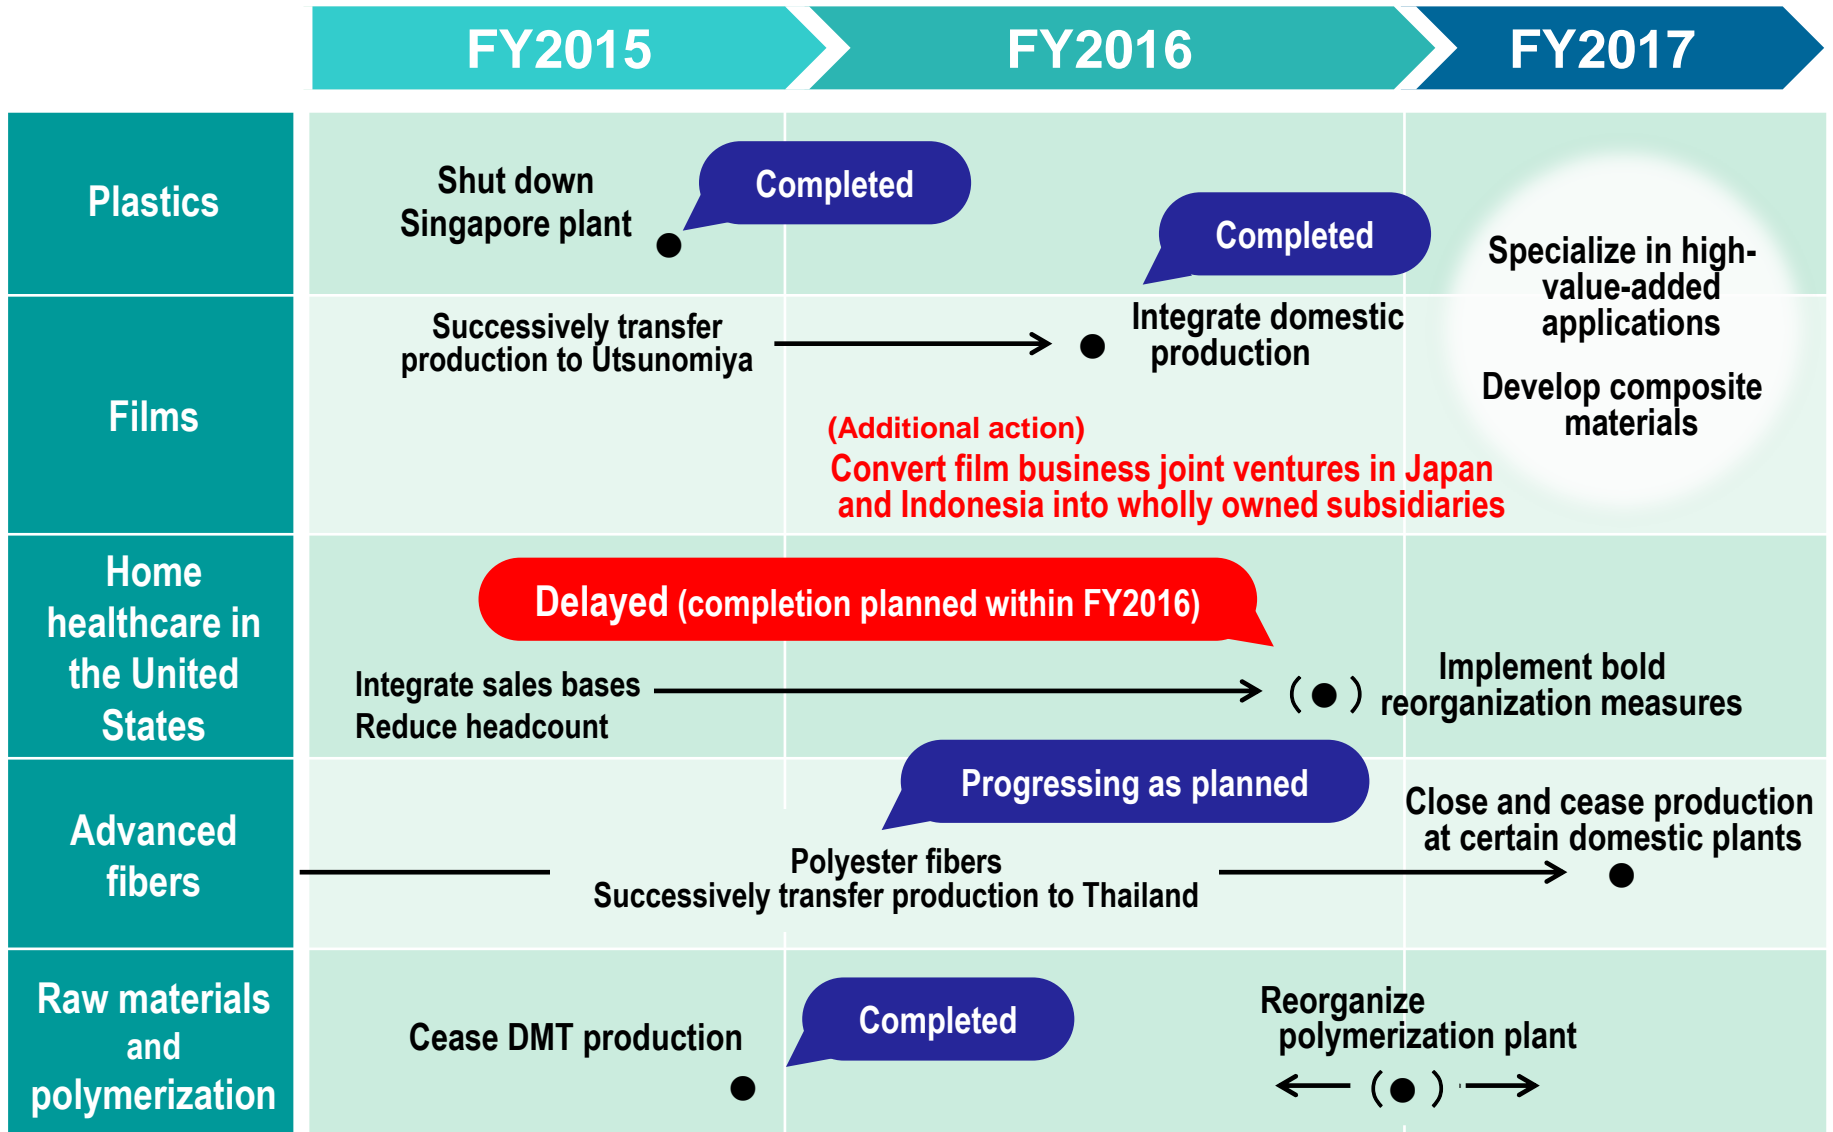 FY2015
FY2016
FY2017
Plastics
Shut down
Singapore plant
Completed
Completed
Specialize in high-
value-added
applications
Develop composite
materials
Films
Successively transfer
production to Utsunomiya
Integrate domestic
production
(Additional action)
Convert film business joint ventures in Japan
and Indonesia into wholly owned subsidiaries
Home
healthcare in
the United
States
Delayed (completion planned within FY2016)
Integrate sales bases
Reduce headcount
( ● )
Implement bold
reorganization measures
Advanced
fibers
Progressing as planned
Polyester fibers
Successively transfer production to Thailand
Close and cease production
at certain domestic plants
Raw materials
and
polymerization
Cease DMT production
Completed
Reorganize
polymerization plant
( ● )